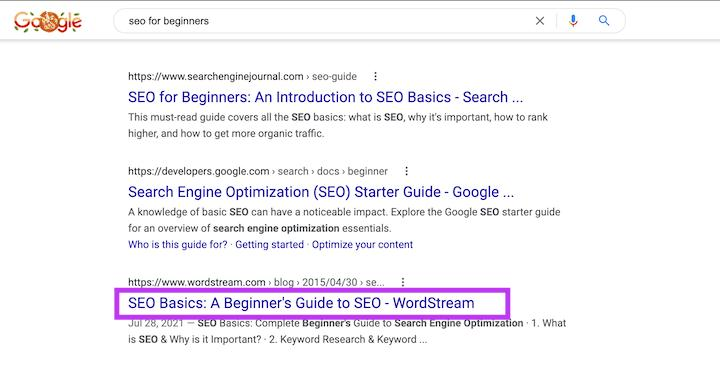 Google
seo for beginners
https://www.searchenginejournal.com › seo-guide
SEO for Beginners: An Introduction to SEO Basics - Search ...
This must-read guide covers all the SEO basics: what is SEO, why it's important, how to rank
higher, and how to get more organic traffic.
https://developers.google.com › search › docs › beginner
Search Engine Optimization (SEO) Starter Guide - Google ...
A knowledge of basic SEO can have a noticeable impact. Explore the Google SEO starter guide
for an overview of search engine optimization essentials.
Who is this guide for? · Getting started · Optimize your content
https://www.wordstream.com › blog › 2015/04/30 › se...
SEO Basics: A Beginner's Guide to SEO - WordStream
Jul 28, 2021 — SEO Basics: Complete Beginner's Guide to Search Engine Optimization · 1. What
is SEO & Why is it Important? · 2. Keyword Research & Keyword ...